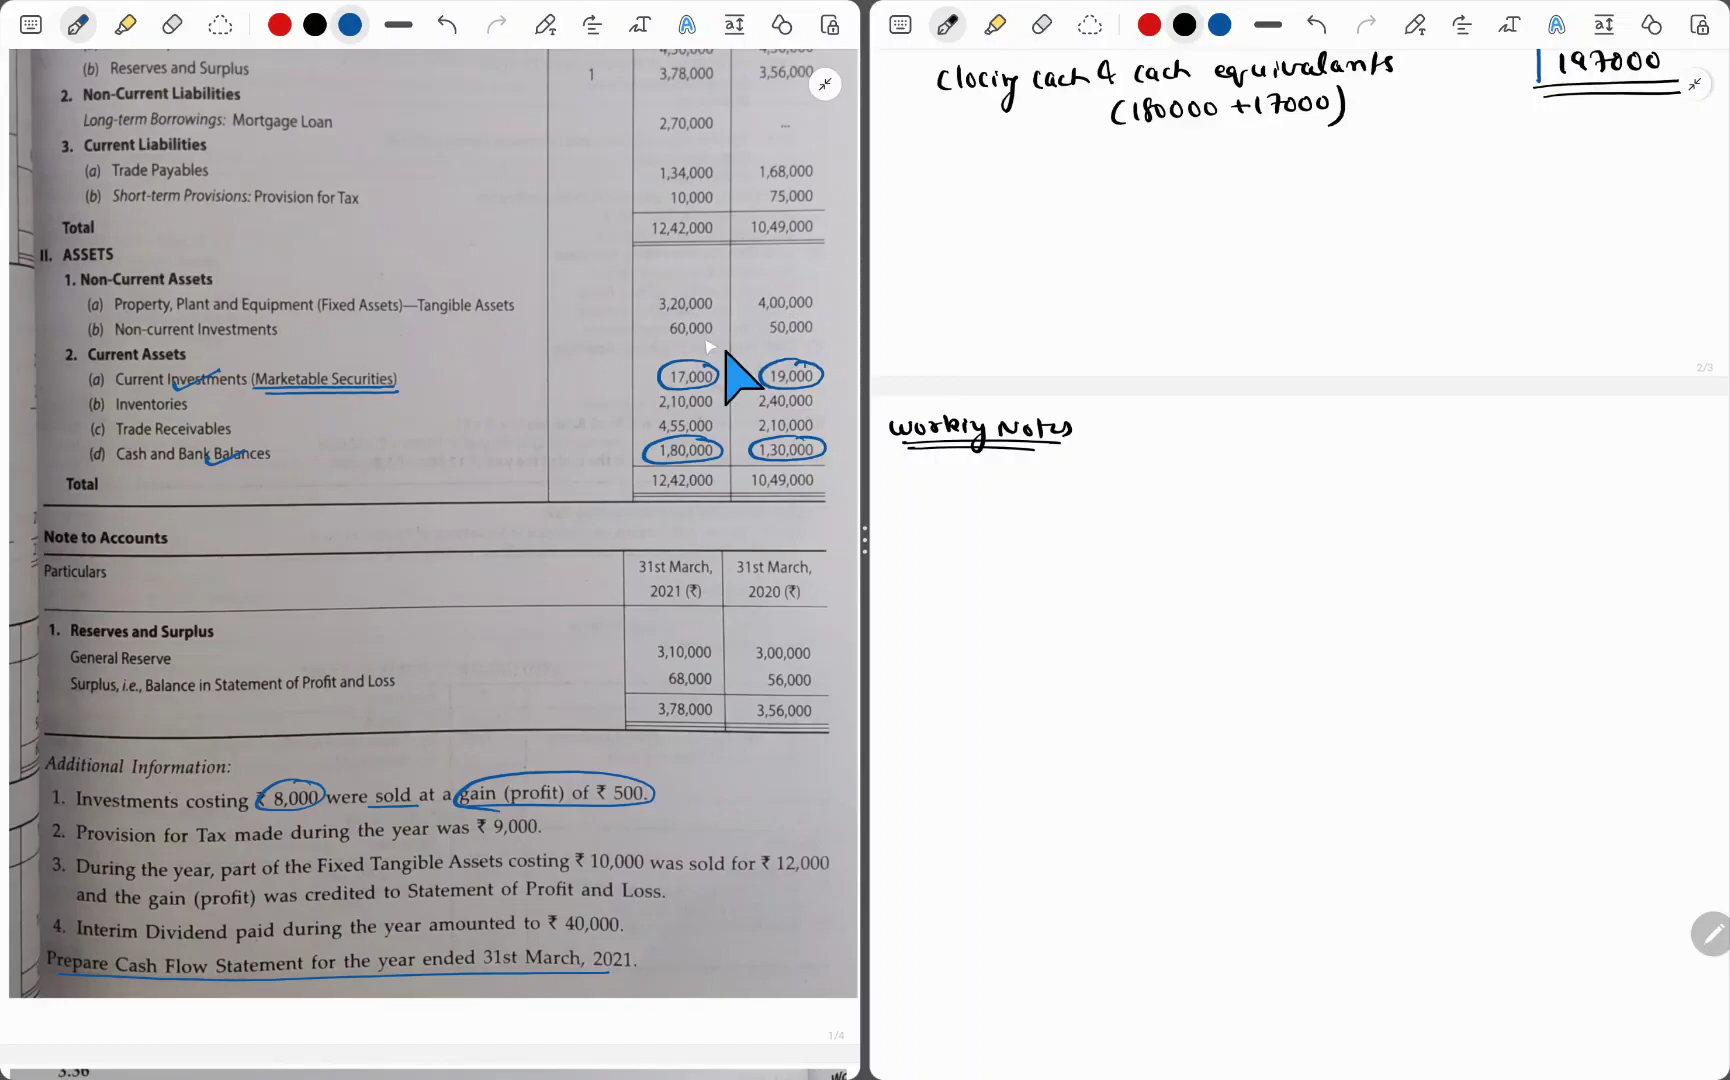 (b) Reserves and Surplus 1 3,78,000 3,56,000
2. Non-Current Liabilities
Long-term Borrowings: Mortgage Loan 2,70,000 ...
3. Current Liabilities
(a) Trade Payables 1,34,000 1,68,000
(b) Short-term Provisions: Provision for Tax 10,000 75,000
Total 12,42,000 10,49,000
II. ASSETS
1. Non-Current Assets
(a) Property, Plant and Equipment (Fixed Assets)—Tangible Assets 3,20,000 4,00,000
(b) Non-current Investments 60,000 50,000
2. Current Assets
(a) Current Investments (Marketable Securities) 17,000 19,000
(b) Inventories 2,10,000 2,40,000
(c) Trade Receivables 4,55,000 2,10,000
(d) Cash and Bank Balances 1,80,000 1,30,000
Total 12,42,000 10,49,000
Note to Accounts
Particulars 31st March, 2021 (₹) 31st March, 2020 (₹)
1. Reserves and Surplus
General Reserve 3,10,000 3,00,000
Surplus, i.e., Balance in Statement of Profit and Loss 68,000 56,000
3,78,000 3,56,000
Additional Information:
1. Investments costing ₹ 8,000 were sold at a gain (profit) of ₹ 500.
2. Provision for Tax made during the year was ₹ 9,000.
3. During the year, part of the Fixed Tangible Assets costing ₹ 10,000 was sold for ₹ 12,000
and the gain (profit) was credited to Statement of Profit and Loss.
4. Interim Dividend paid during the year amounted to ₹ 40,000.
Prepare Cash Flow Statement for the year ended 31st March, 2021.
1/4
Closing cash & cash equivalants 197000
(180000 + 17000)
2/3
Working Notes